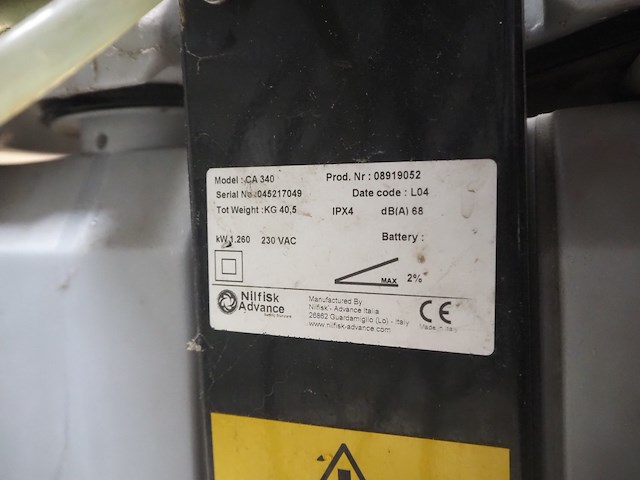 Model : CA 340 Prod. Nr : 08919052
Serial No :045217049 Date code : L04
Tot Weight :KG 40,5 IPX4 dB(A) 68
kW 1.260 230 VAC Battery :
MAX 2%
Nilfisk
Advance
Manufactured By
Nilfisk - Advance Italia
26862 Guardamiglio (Lo) - Italy
www.nilfisk-advance.com
CE
Made in Italy